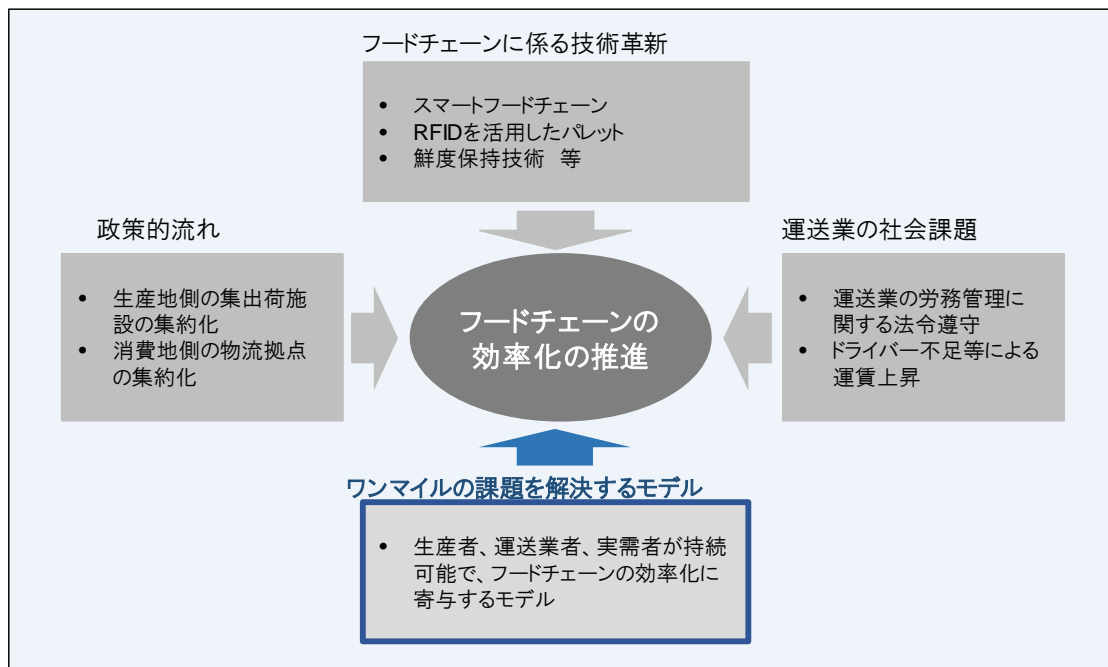 フードチェーンに係る技術革新
• スマートフードチェーン
• RFIDを活用したパレット
• 鮮度保持技術　等
政策的流れ
• 生産地側の集出荷施
設の集約化
• 消費地側の物流拠点
の集約化
フードチェーンの
効率化の推進
運送業の社会課題
• 運送業の労務管理に
関する法令遵守
• ドライバー不足等による
運賃上昇
ワンマイルの課題を解決するモデル
• 生産者、運送業者、実需者が持続
可能で、フードチェーンの効率化に
寄与するモデル